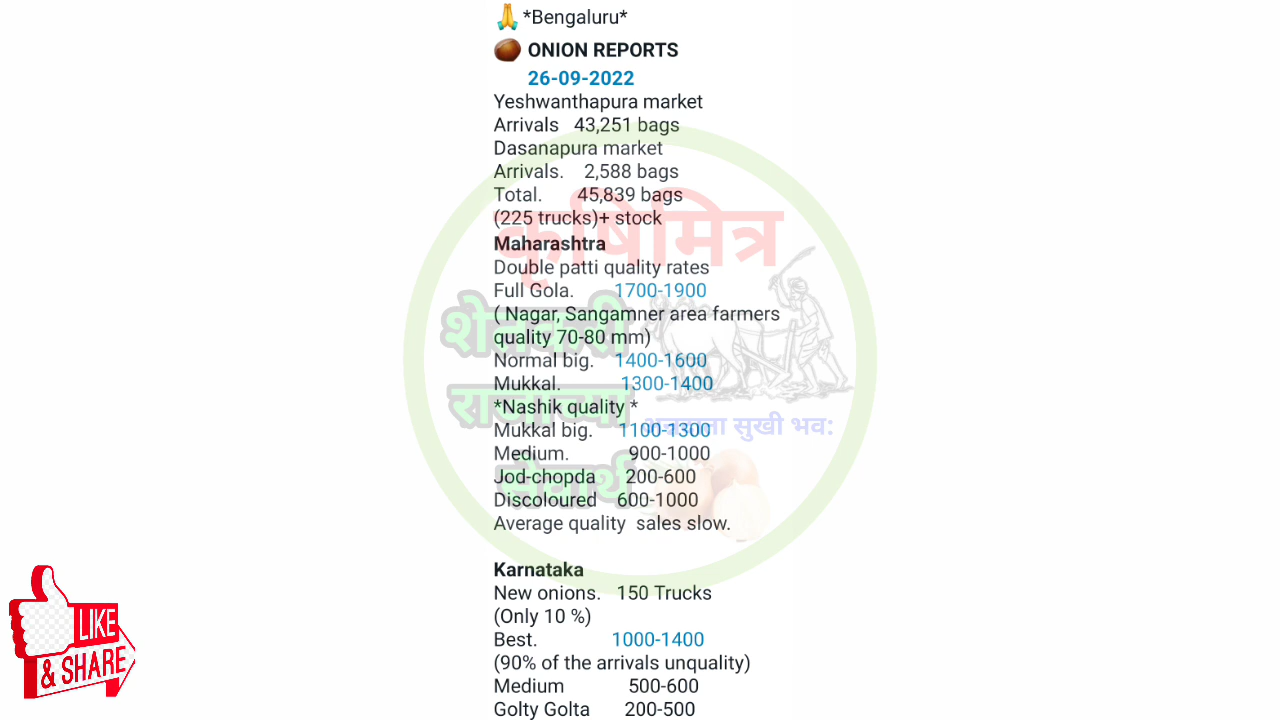 🙏*Bengaluru*
🌰 ONION REPORTS
26-09-2022
Yeshwanthapura market
Arrivals 43,251 bags
Dasanapura market
Arrivals. 2,588 bags
Total. 45,839 bags
(225 trucks)+ stock
Maharashtra
Double patti quality rates
Full Gola. 1700-1900
( Nagar, Sangamner area farmers
quality 70-80 mm)
Normal big. 1400-1600
Mukkal. 1300-1400
*Nashik quality *
Mukkal big. 1100-1300
Medium. 900-1000
Jod-chopda 200-600
Discoloured 600-1000
Average quality sales slow.
Karnataka
New onions. 150 Trucks
(Only 10 %)
Best. 1000-1400
(90% of the arrivals unquality)
Medium 500-600
Golty Golta 200-500
कृषिमित्र
शेतकरी
राजाच्या
सेवार्थ
सुखी भव:
LIKE
& SHARE